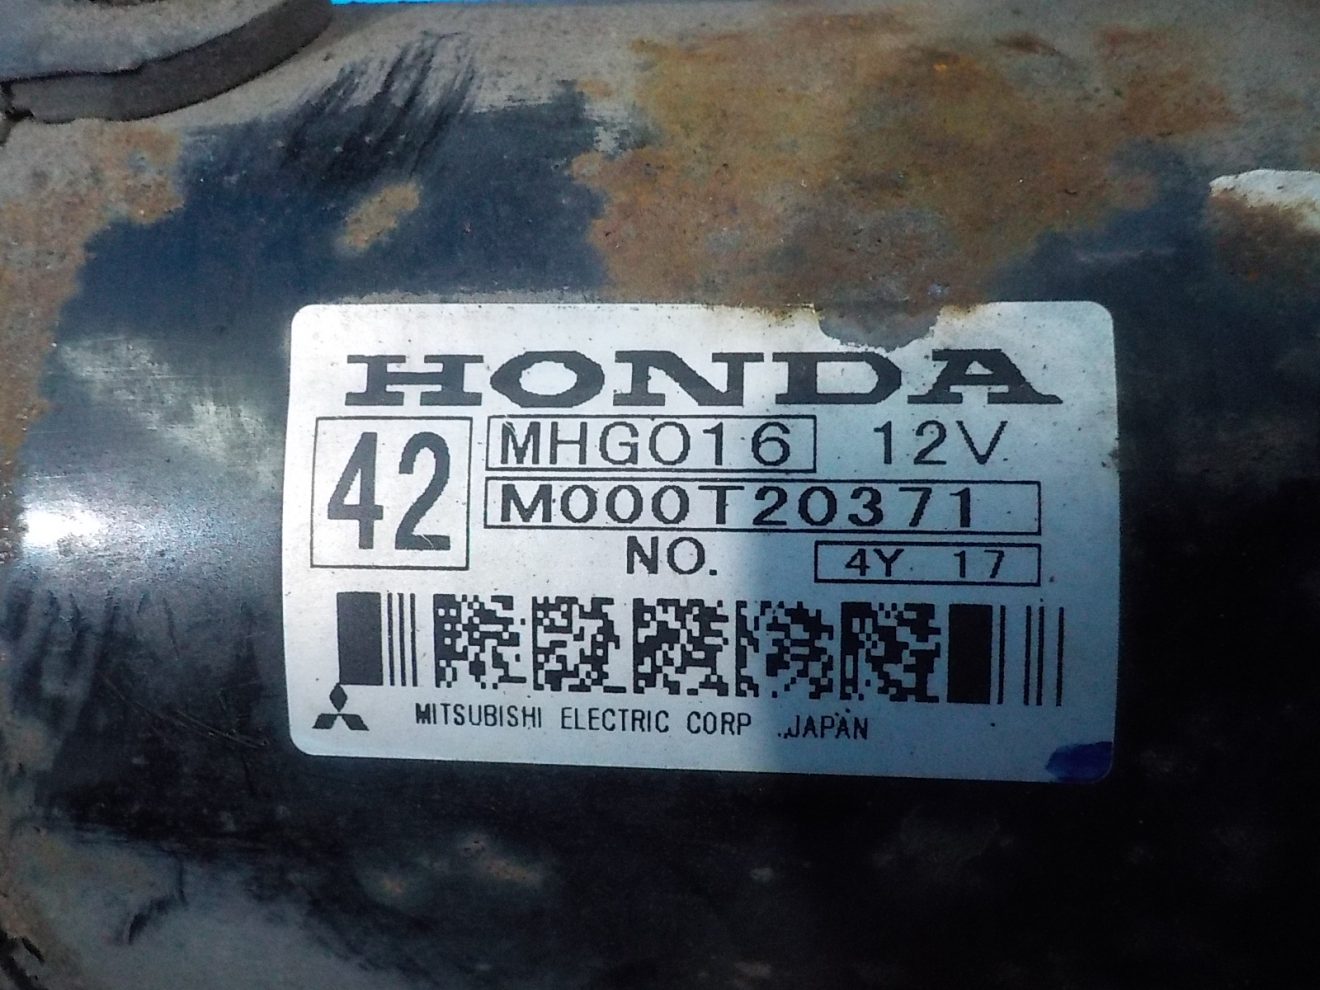 HONDA
42
MHG016 12V
M000T20371
NO. 4Y 17
MITSUBISHI ELECTRIC CORP. JAPAN